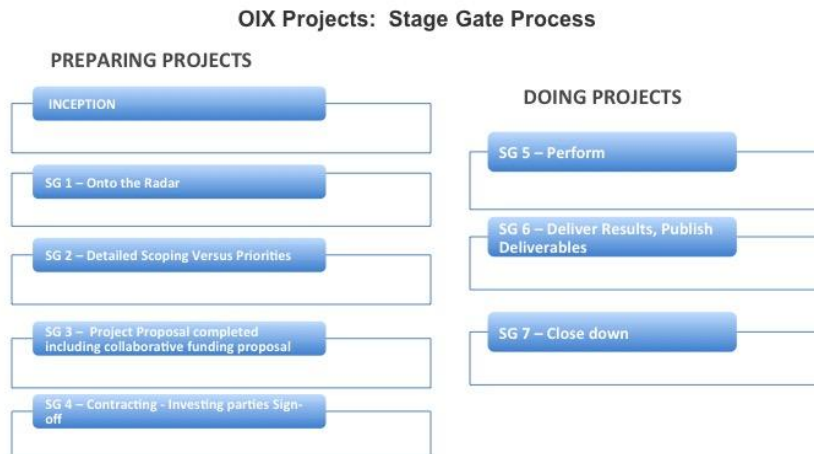 OIX Projects:  Stage Gate Process
PREPARING PROJECTS
INCEPTION
SG 1 – Onto the Radar
SG 2 – Detailed Scoping Versus Priorities
SG 3 –  Project Proposal completed
including collaborative funding proposal
SG 4 – Contracting - Investing parties Sign-
off
DOING PROJECTS
SG 5 – Perform
SG 6 – Deliver Results, Publish
Deliverables
SG 7 – Close down